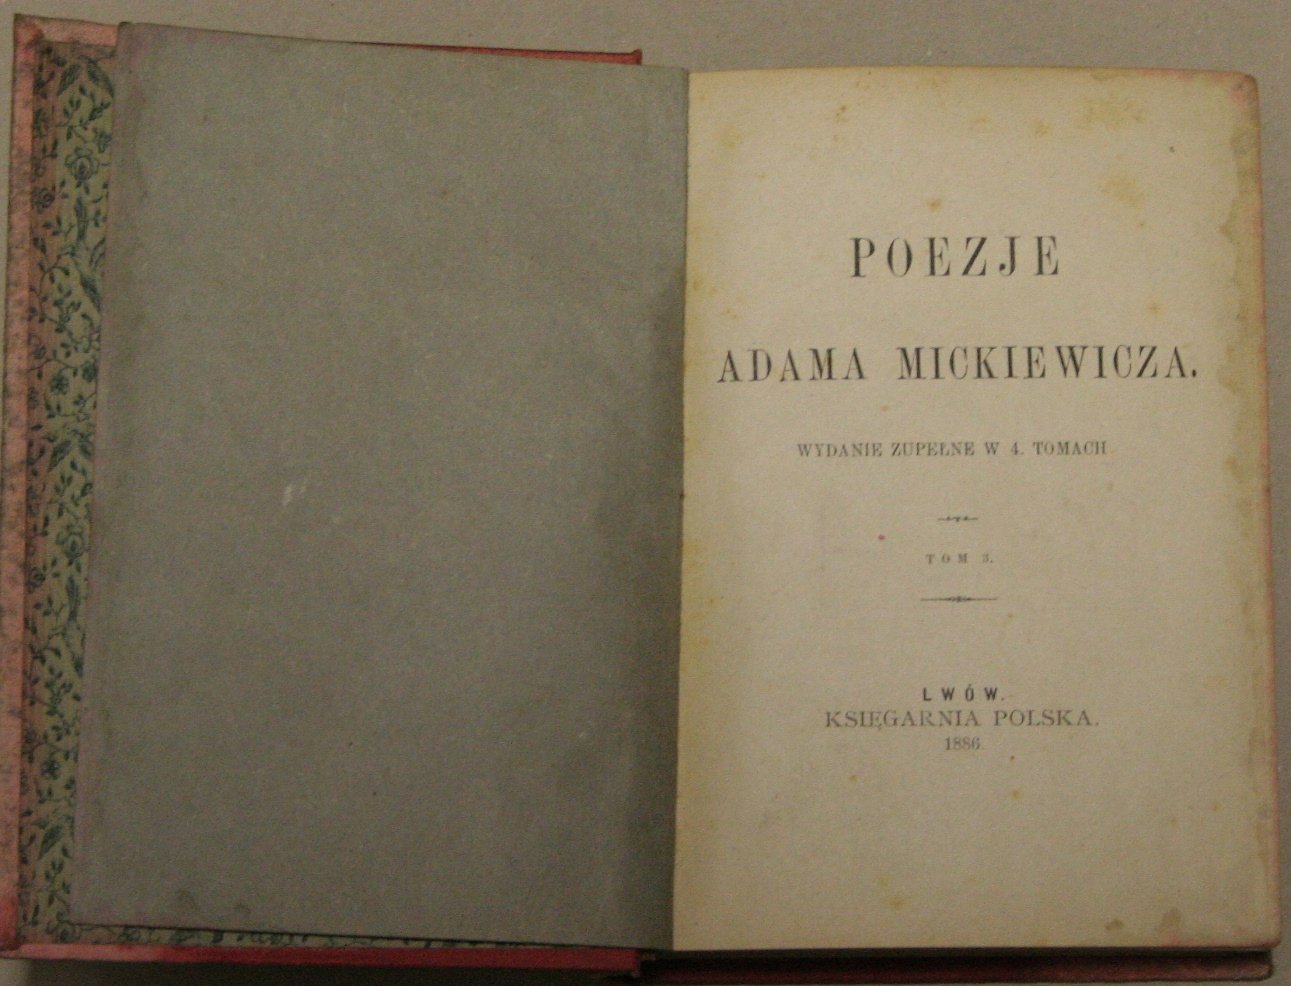 POEZJE
ADAMA MICKIEWICZA.
WYDANIE ZUPEŁNE W 4. TOMACH
TOM 3.
LWÓW.
KSIĘGARNIA POLSKA.
1886.